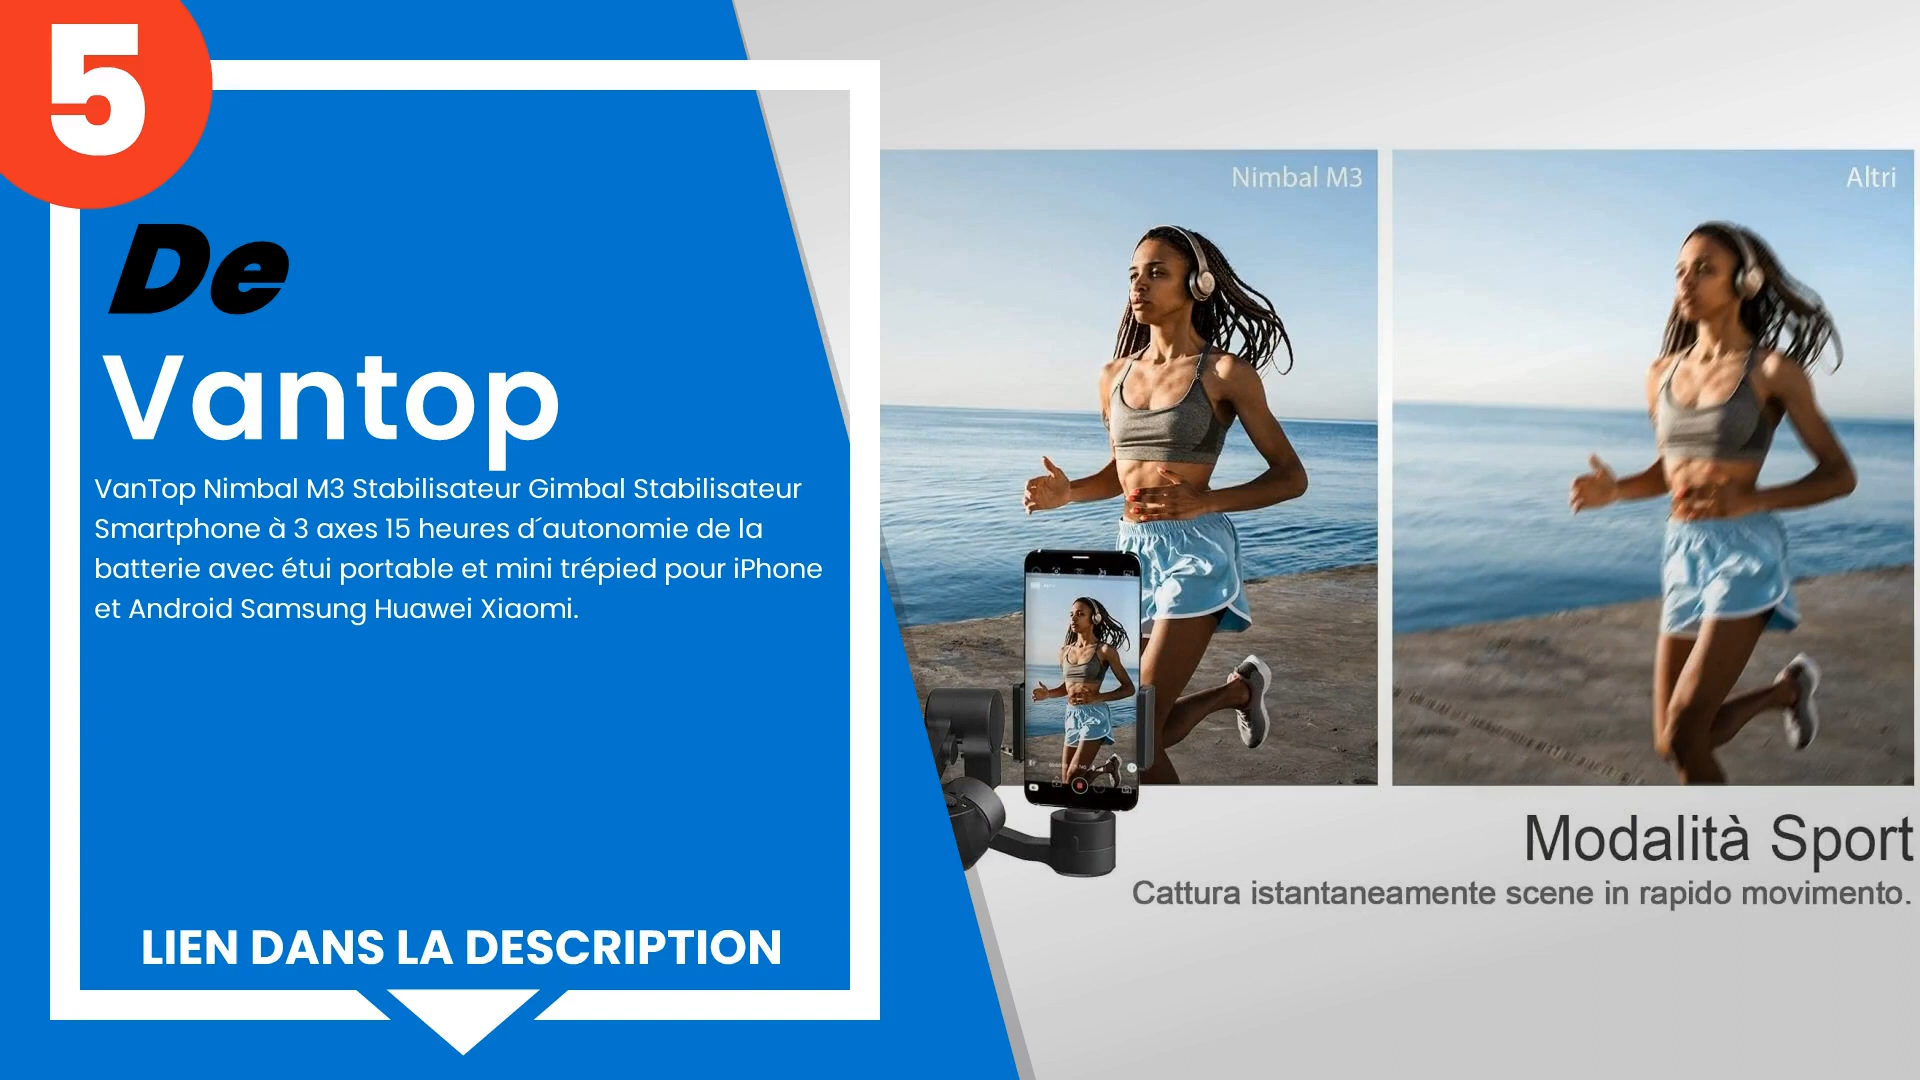 5
De
Vantop
VanTop Nimbal M3 Stabilisateur Gimbal Stabilisateur
Smartphone à 3 axes 15 heures d´autonomie de la
batterie avec étui portable et mini trépied pour iPhone
et Android Samsung Huawei Xiaomi.
LIEN DANS LA DESCRIPTION
Nimbal M3
Altri
Modalità Sport
Cattura istantaneamente scene in rapido movimento.